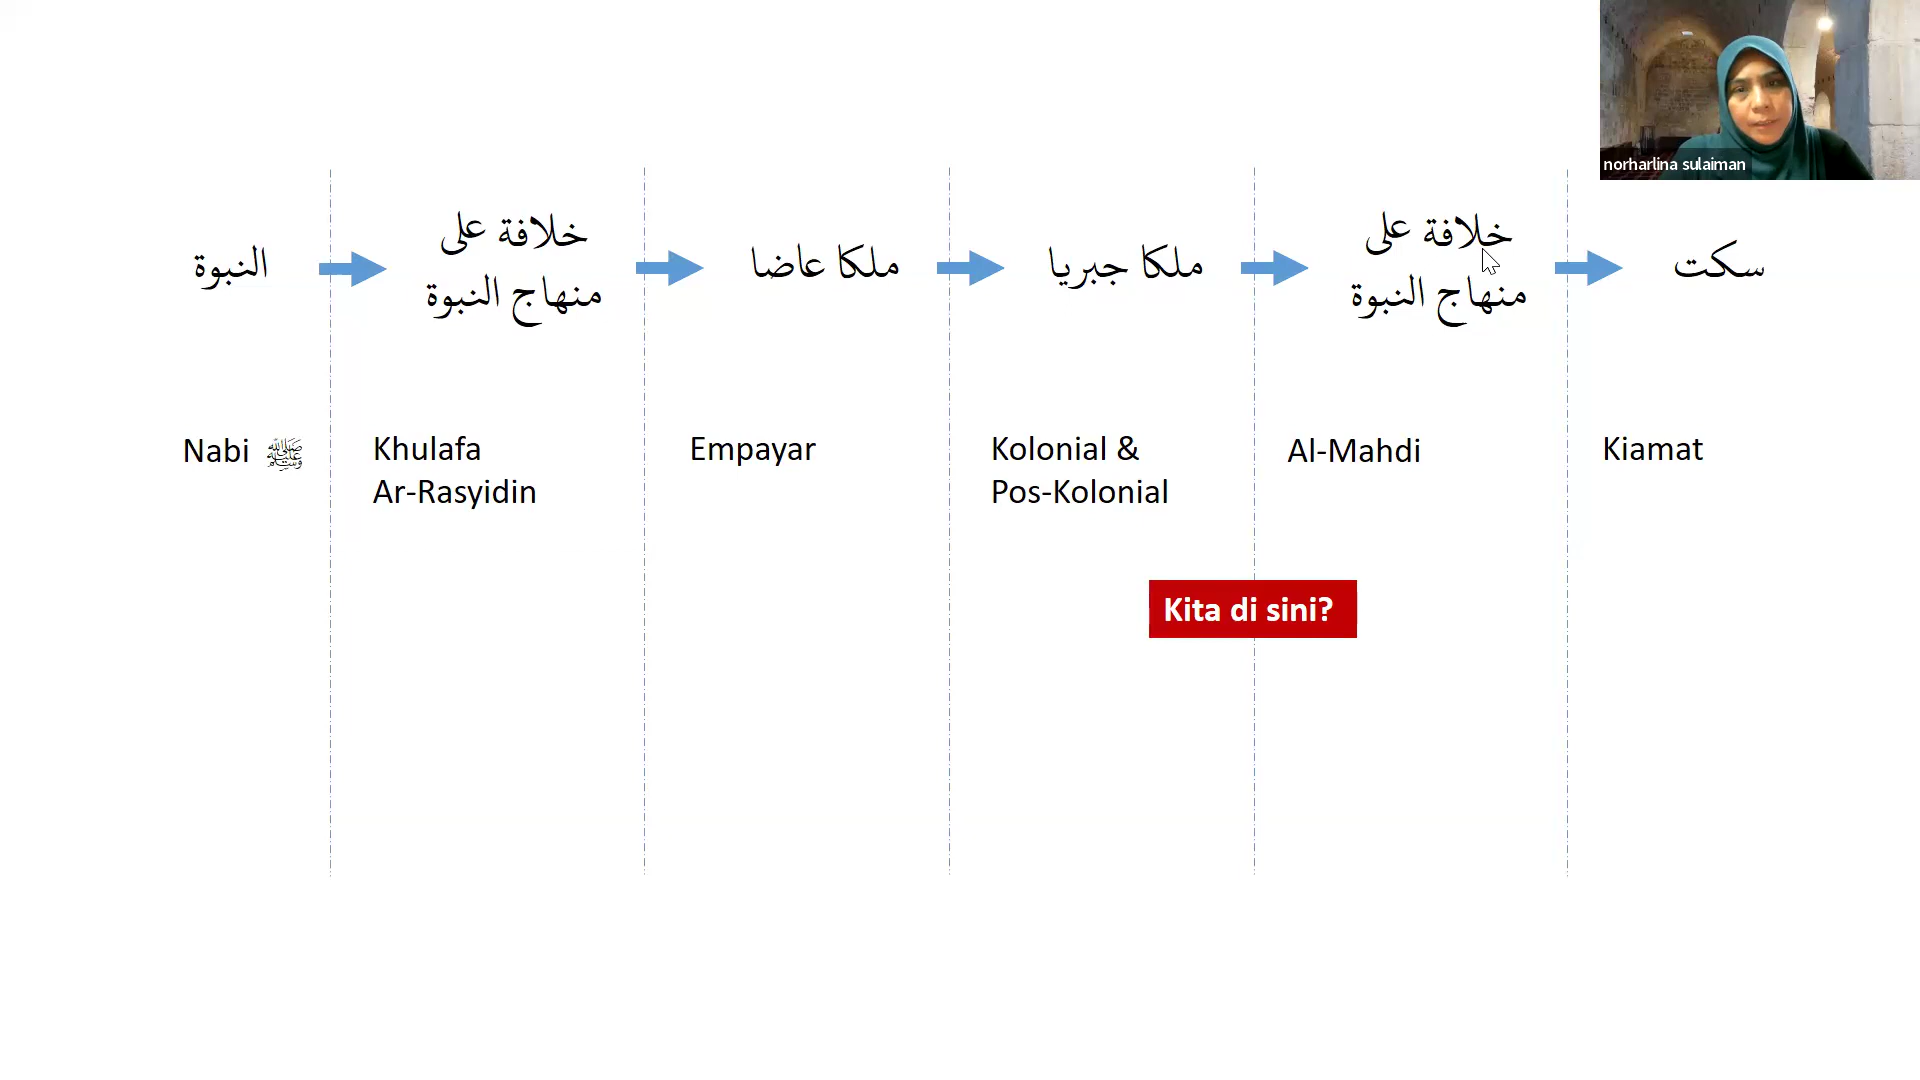 norharlina sulaiman
النبوة
خلافة على
منهاج النبوة
ملكا عاضا
ملكا جبريا
خلافة على
منهاج النبوة
سكت
Nabi ﷺ
Khulafa
Ar-Rasyidin
Empayar
Kolonial &
Pos-Kolonial
Al-Mahdi
Kiamat
Kita di sini?